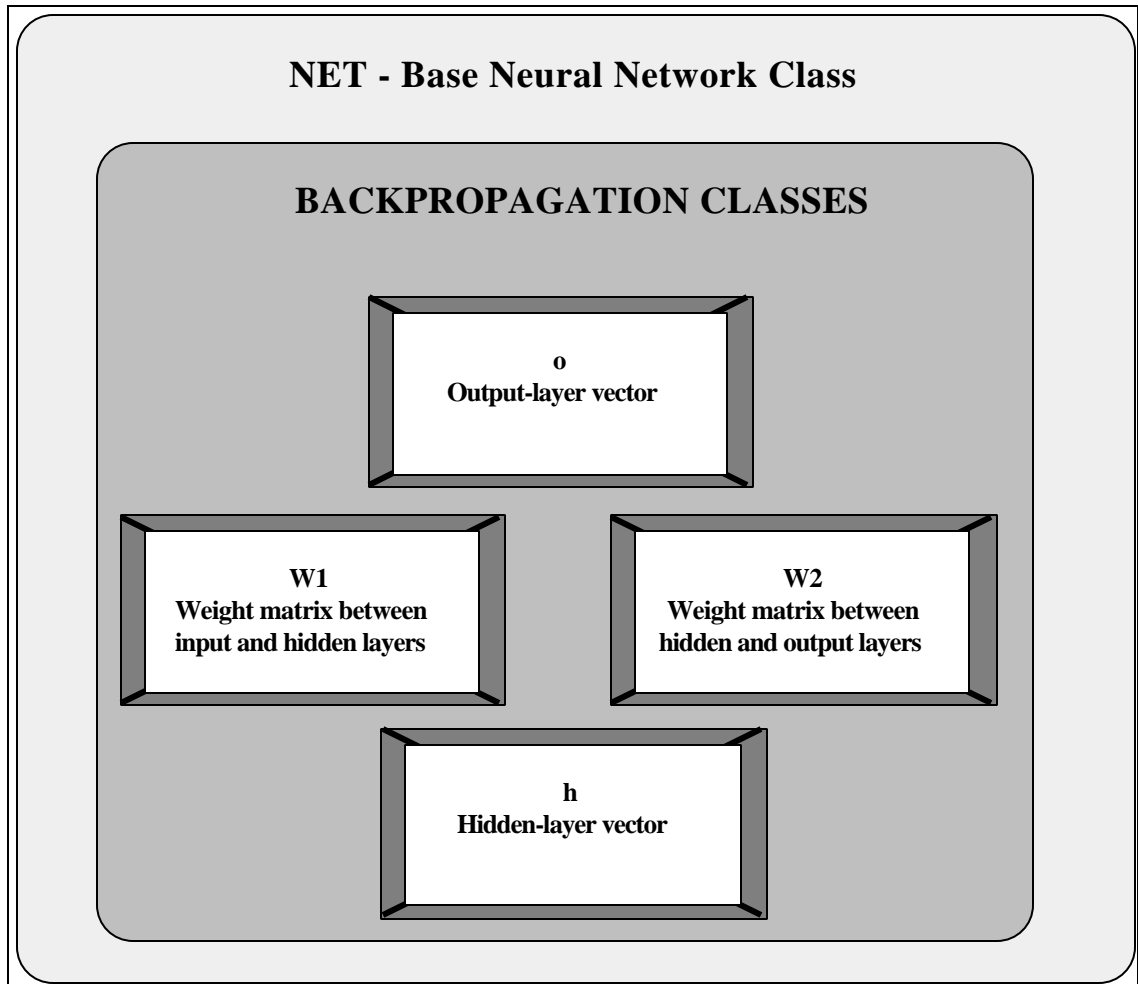 NET - Base Neural Network Class
BACKPROPAGATION CLASSES
o
Output-layer vector
W1
Weight matrix between
input and hidden layers
W2
Weight matrix between
hidden and output layers
h
Hidden-layer vector